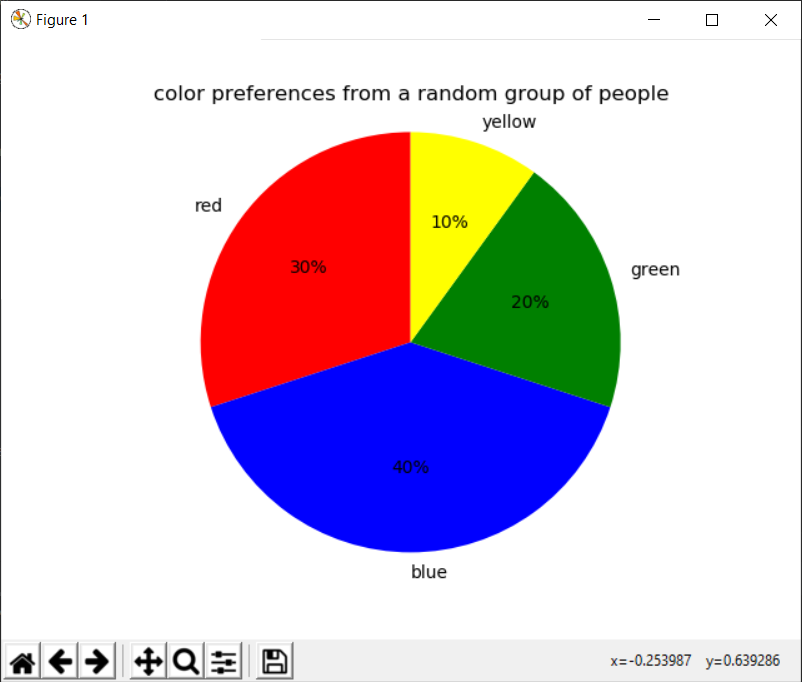 Figure 1
color preferences from a random group of people
yellow
red
10%
30%
green
20%
40%
blue
x=-0.253987 y=0.639286